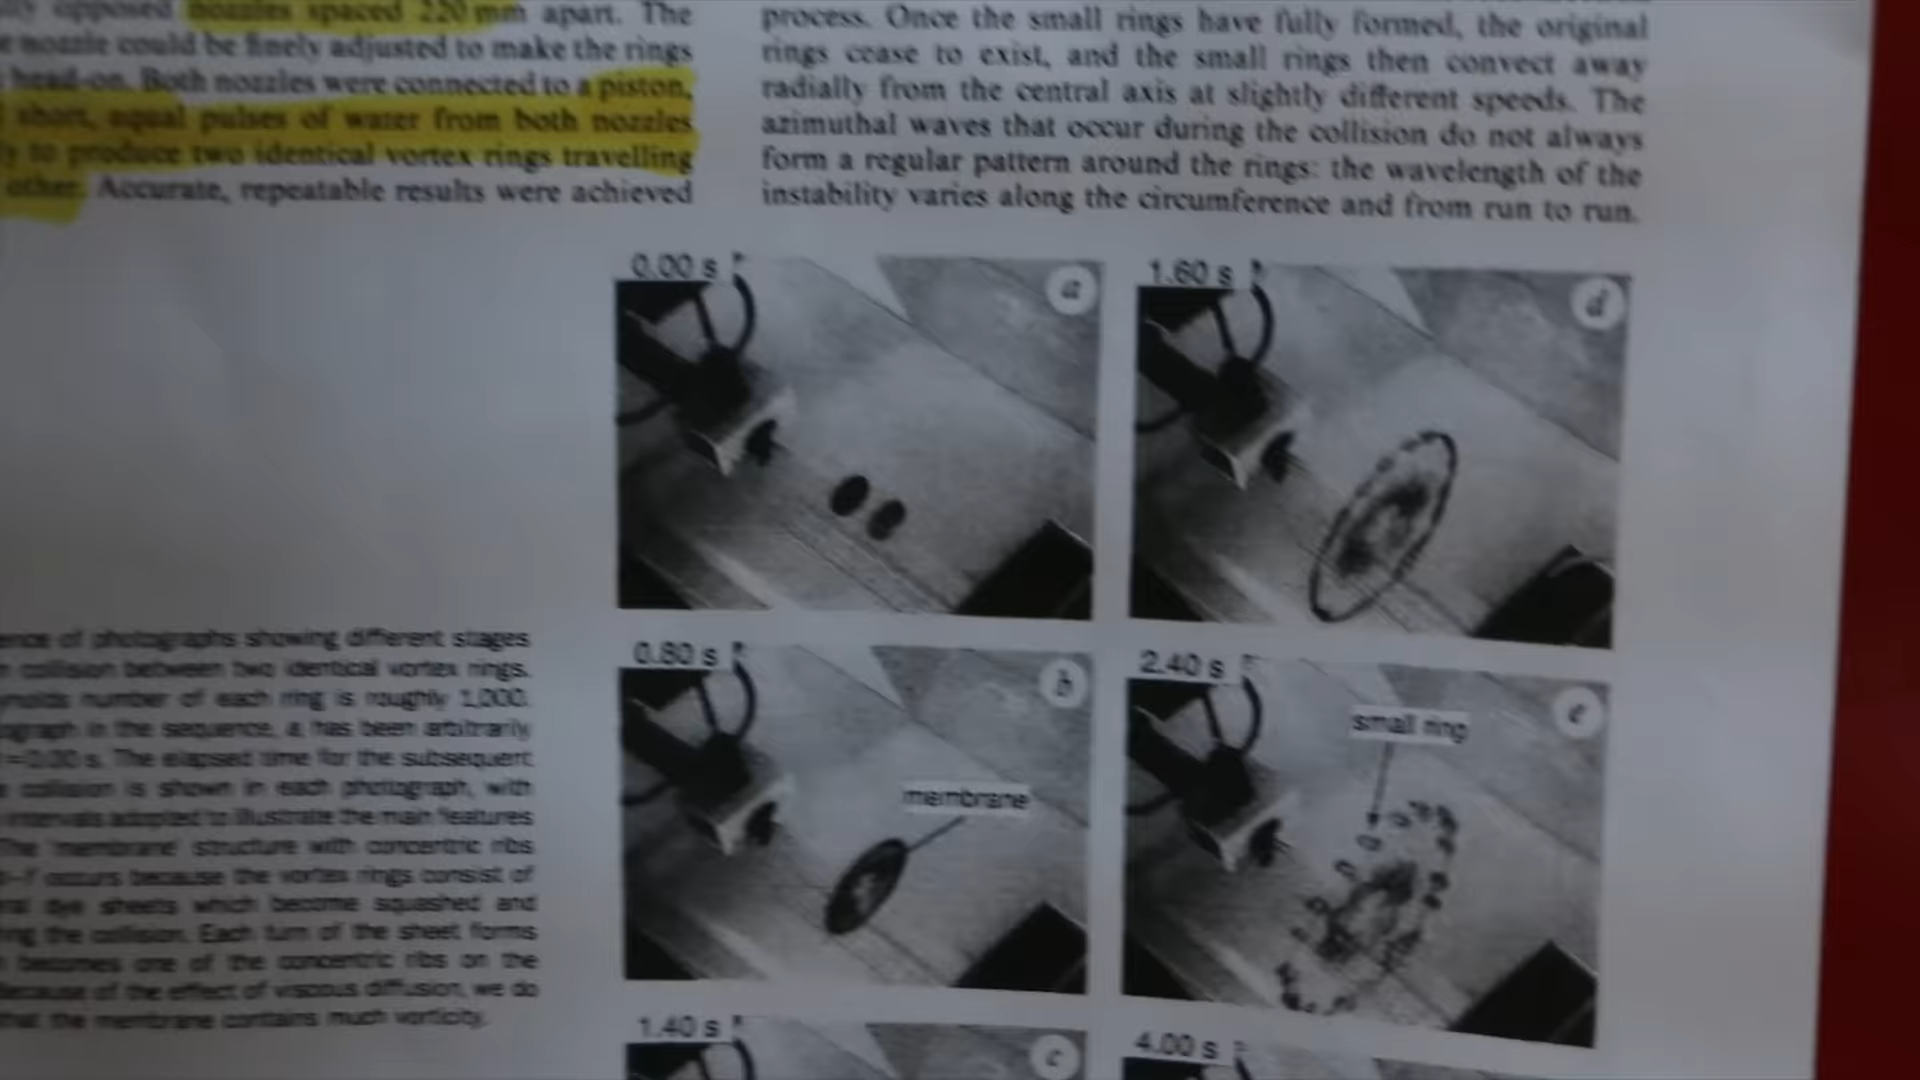 opposed nozzles spaced 220 mm apart. The
nozzle could be finely adjusted to make the rings
head-on. Both nozzles were connected to a piston,
short, equal pulses of water from both nozzles
to produce two identical vortex rings travelling
other. Accurate, repeatable results were achieved
process. Once the small rings have fully formed, the original
rings cease to exist, and the small rings then convect away
radially from the central axis at slightly different speeds. The
azimuthal waves that occur during the collision do not always
form a regular pattern around the rings: the wavelength of the
instability varies along the circumference and from run to run.
of photographs showing different stages
collision between two identical vortex rings.
number of each ring is roughly 1,000.
in the sequence, a has been arbitrarily
= 0.00 s. The elapsed time for the subsequent
collision is shown in each photograph, with
intervals adopted to illustrate the main features
The 'membrane' structure with concentric ribs
occurs because the vortex rings consist of
dye sheets which become squashed and
the collision. Each turn of the sheet forms
becomes one of the concentric ribs on the
Because of the effect of viscous diffusion, we do
that the membrane contains much vorticity.
0.00 s
a
1.60 s
d
0.80 s
b
membrane
2.40 s
e
small ring
1.40 s
c
4.00 s